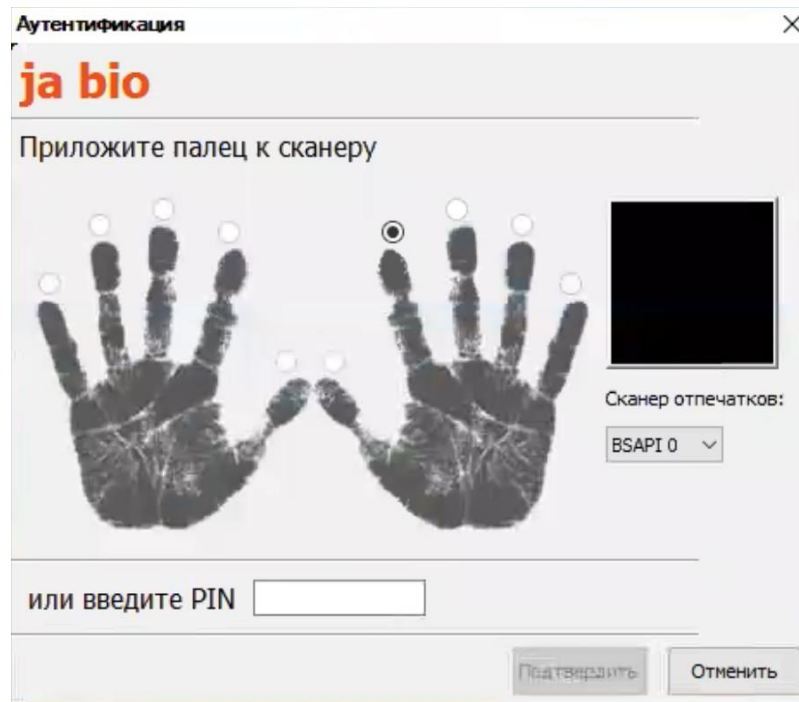 Аутентификация
ja bio
Приложите палец к сканеру
Сканер отпечатков:
BSAPI 0
или введите PIN
Подтвердить
Отменить